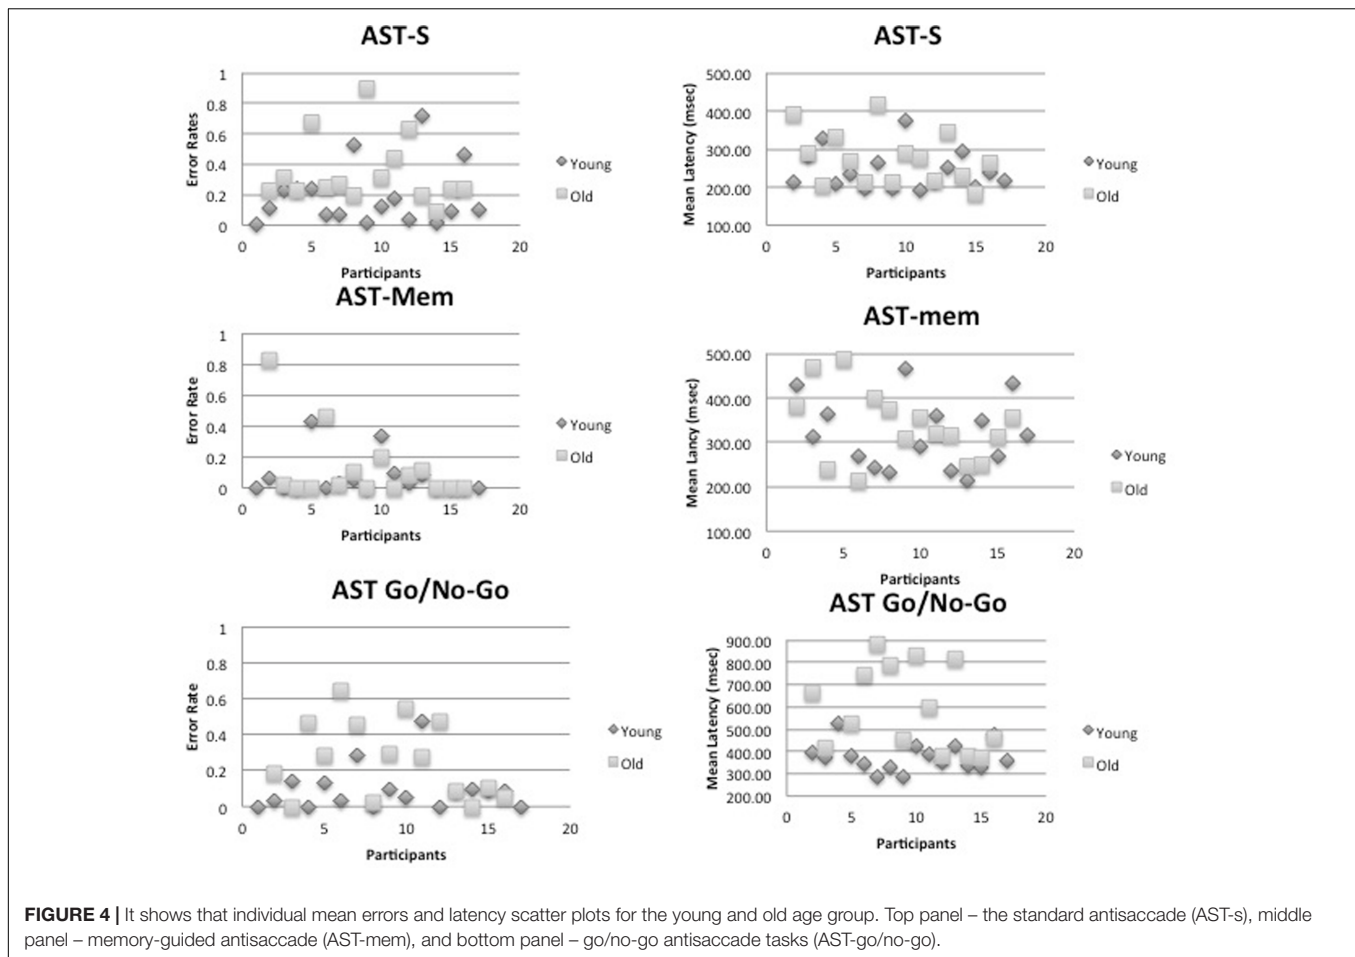 AST-S
1
0.8
0.6
0.4
0.2
0
Error Rates
0 5 10 15 20
Participants
Young
Old
AST-S
500.00
400.00
300.00
200.00
100.00
Mean Latency (msec)
0 5 10 15 20
Participants
Young
Old
AST-Mem
1
0.8
0.6
0.4
0.2
0
Error Rate
0 5 10 15 20
Participants
Young
Old
AST-mem
500.00
400.00
300.00
200.00
100.00
Mean Lancy (msec)
0 5 10 15 20
Participants
Young
Old
AST Go/No-Go
1
0.8
0.6
0.4
0.2
0
Error Rate
0 5 10 15 20
Participants
Young
Old
AST Go/No-Go
900.00
800.00
700.00
600.00
500.00
400.00
300.00
200.00
Mean Latency (msec)
0 5 10 15 20
Participants
Young
Old
FIGURE 4 | It shows that individual mean errors and latency scatter plots for the young and old age group. Top panel – the standard antisaccade (AST-s), middle
panel – memory-guided antisaccade (AST-mem), and bottom panel – go/no-go antisaccade tasks (AST-go/no-go).